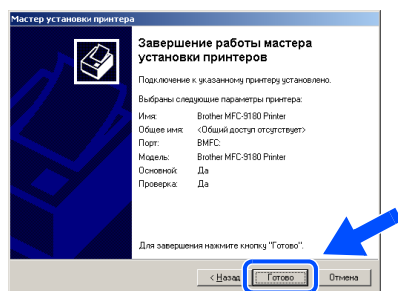 Мастер установки принтера
Завершение работы мастера
установки принтеров
Подключение к указанному принтеру установлено.
Выбраны следующие параметры принтера:
Имя: Brother MFC-9180 Printer
Общее имя: <Общий доступ отсутствует>
Порт: BMFC:
Модель: Brother MFC-9180 Printer
Основной: Да
Проверка: Да
Для завершения нажмите кнопку "Готово".
< Назад Готово Отмена